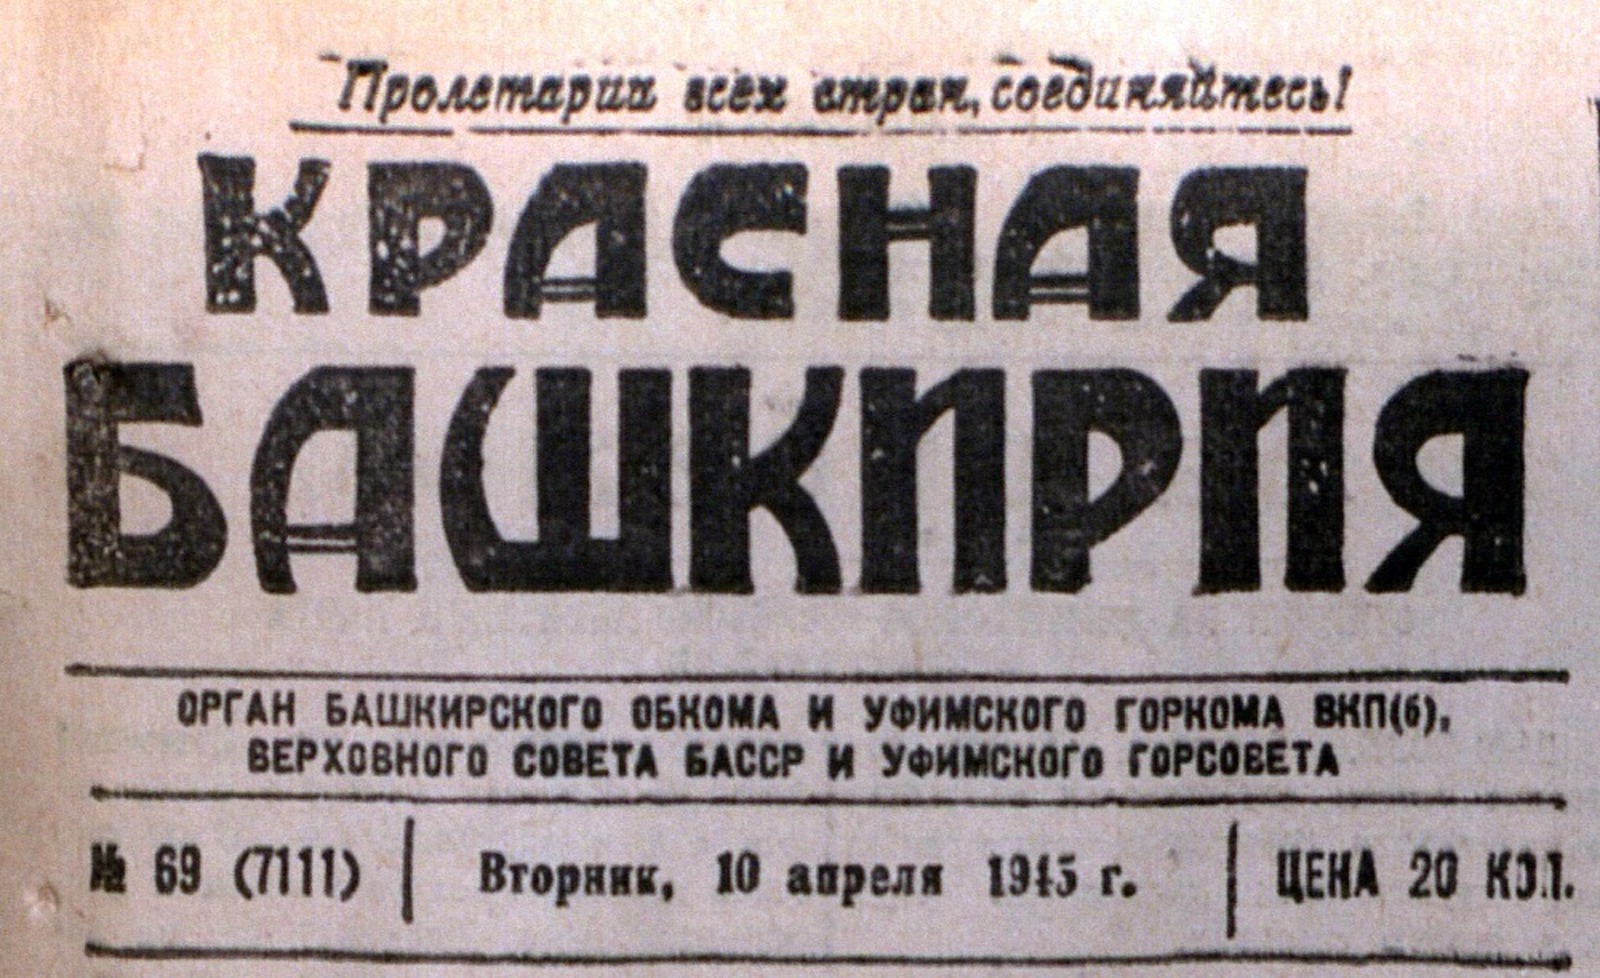 Пролетарии всех стран, соединяйтесь!
КРАСНАЯ
БАШКИРИЯ
ОРГАН БАШКИРСКОГО ОБКОМА И УФИМСКОГО ГОРКОМА ВКП(б),
ВЕРХОВНОГО СОВЕТА БАССР И УФИМСКОГО ГОРСОВЕТА
№ 69 (7111) Вторник, 10 апреля 1945 г. ЦЕНА 20 КОП.